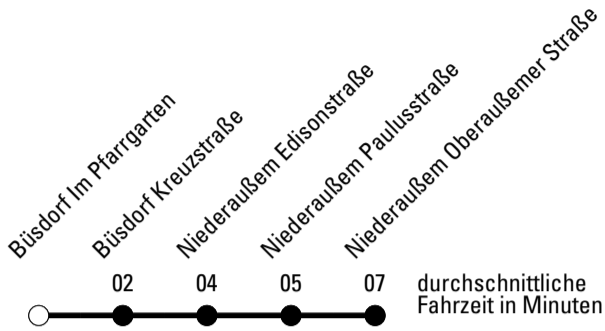 Büsdorf Im Pfarrgarten
Büsdorf Kreuzstraße
Niederaußem Edisonstraße
Niederaußem Paulusstraße
Niederaußem Oberaußemer Straße
02 04 05 07 durchschnittliche
Fahrzeit in Minuten